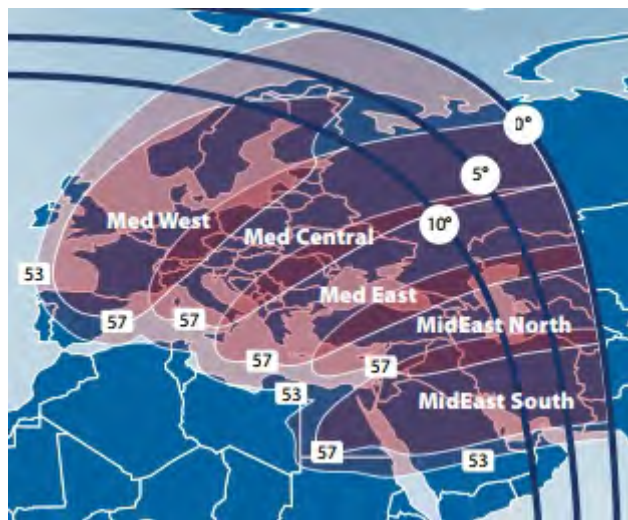 0°
5°
Med West
10°
Med Central
53
Med East
57
57
MidEast North
57
57
53
MidEast South
57
53